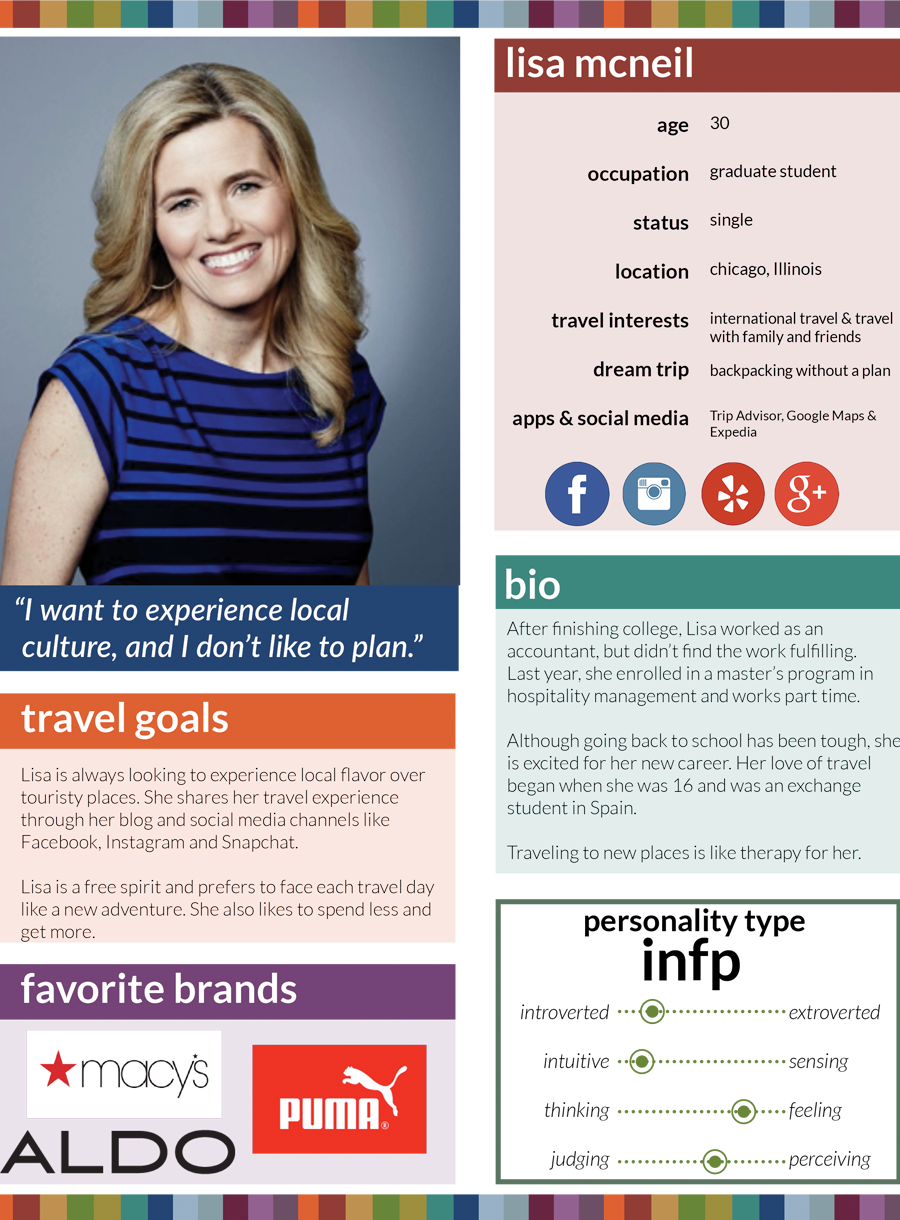 lisa mcneil
age 30
occupation graduate student
status single
location chicago, Illinois
travel interests international travel & travel
with family and friends
dream trip backpacking without a plan
apps & social media Trip Advisor, Google Maps &
Expedia
f
g+
“I want to experience local
culture, and I don’t like to plan.”
travel goals
Lisa is always looking to experience local flavor over
touristy places. She shares her travel experience
through her blog and social media channels like
Facebook, Instagram and Snapchat.
Lisa is a free spirit and prefers to face each travel day
like a new adventure. She also likes to spend less and
get more.
favorite brands
macy's
PUMA®
ALDO
bio
After finishing college, Lisa worked as an
accountant, but didn’t find the work fulfilling.
Last year, she enrolled in a master’s program in
hospitality management and works part time.
Although going back to school has been tough, she
is excited for her new career. Her love of travel
began when she was 16 and was an exchange
student in Spain.
Traveling to new places is like therapy for her.
personality type
infp
introverted extroverted
intuitive sensing
thinking feeling
judging perceiving